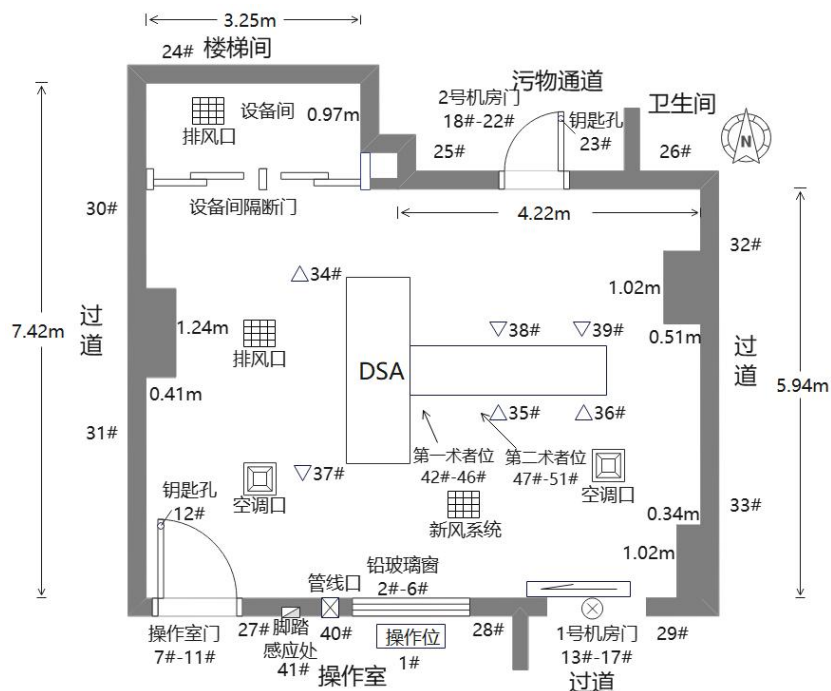 3.25m
24# 楼梯间
污物通道
2号机房门
18#-22#
卫生间
设备间
0.97m
排风口
钥匙孔
23#
25#
26#
N
设备间隔断门
30#
4.22m
32#
34#
1.02m
7.42m
过道
1.24m
排风口
38#
39#
0.51m
过道
DSA
5.94m
0.41m
35#
36#
31#
第一术者位
42#-46#
第二术者位
47#-51#
37#
空调口
空调口
钥匙孔
12#
新风系统
0.34m
33#
1.02m
管线口
铅玻璃窗
2#-6#
操作室门
7#-11#
27#
脚踏
感应处
41#
40#
操作位
1#
28#
1号机房门
13#-17#
29#
操作室
过道